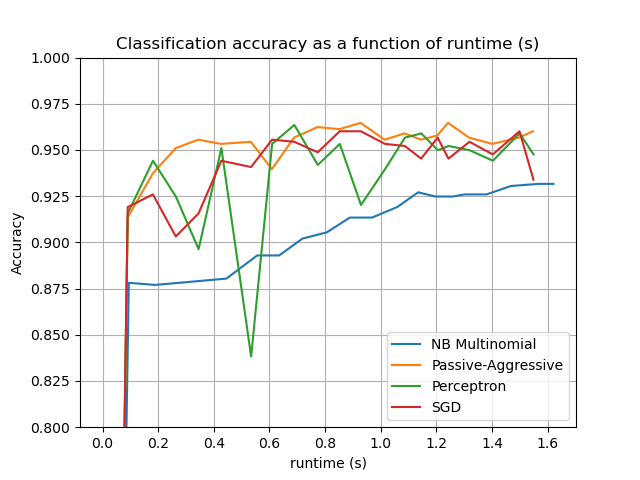 Classification accuracy as a function of runtime (s)
1.000
0.975
0.950
0.925
0.900
0.875
0.850
0.825
0.800
Accuracy
NB Multinomial
Passive-Aggressive
Perceptron
SGD
0.0 0.2 0.4 0.6 0.8 1.0 1.2 1.4 1.6
runtime (s)